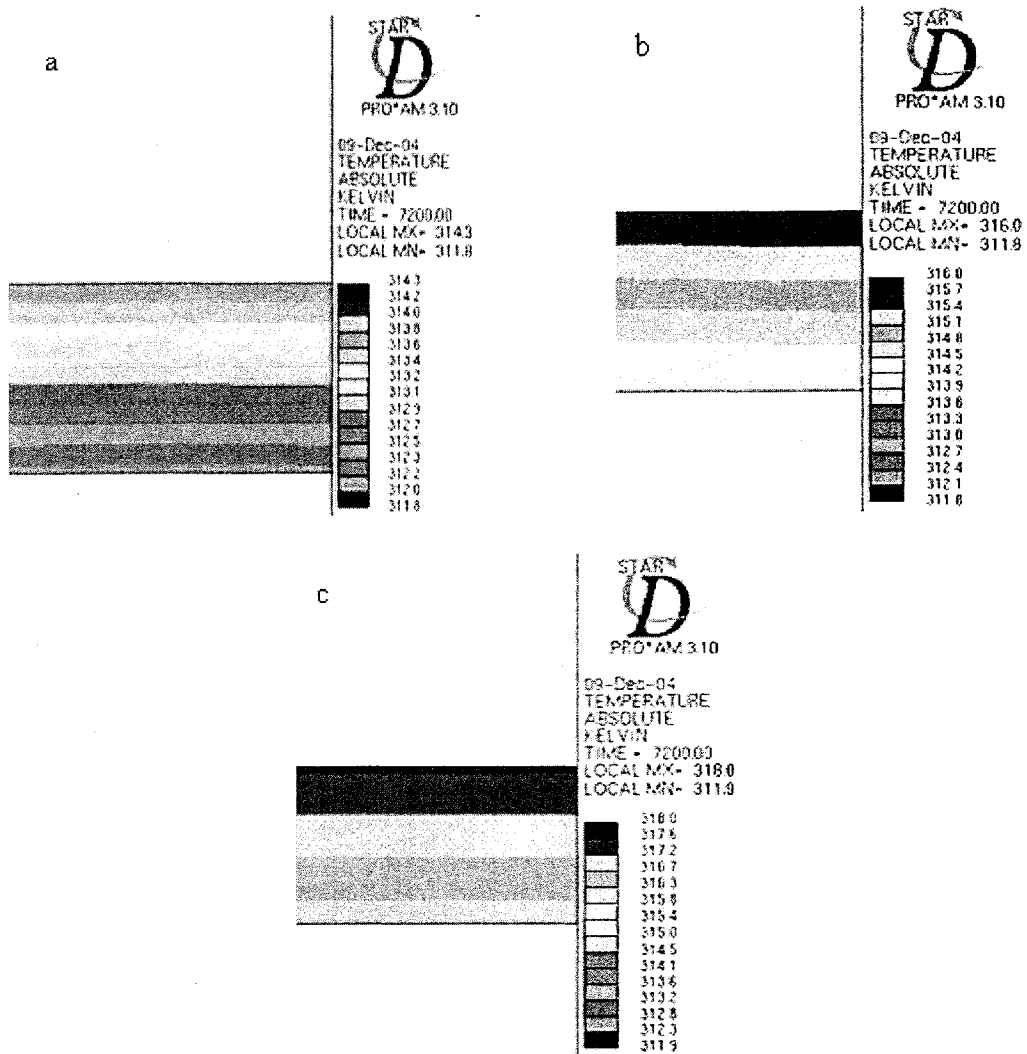 a
STAR
D
PRO*AM 3.10
09-Dec-04
TEMPERATURE
ABSOLUTE
KELVIN
TIME = 7200.00
LOCAL MX= 314.3
LOCAL MN= 311.8
314.3
314.2
314.0
313.8
313.6
313.4
313.2
313.1
312.9
312.7
312.5
312.3
312.2
312.0
311.8
b
STAR
D
PRO*AM 3.10
09-Dec-04
TEMPERATURE
ABSOLUTE
KELVIN
TIME = 7200.00
LOCAL MX= 316.0
LOCAL MN= 311.8
316.0
315.7
315.4
315.1
314.8
314.5
314.2
313.9
313.6
313.3
313.0
312.7
312.4
312.1
311.8
c
STAR
D
PRO*AM 3.10
09-Dec-04
TEMPERATURE
ABSOLUTE
KELVIN
TIME = 7200.00
LOCAL MX= 318.0
LOCAL MN= 311.9
318.0
317.6
317.2
316.7
316.3
315.8
315.4
315.0
314.5
314.1
313.6
313.2
312.8
312.3
311.9